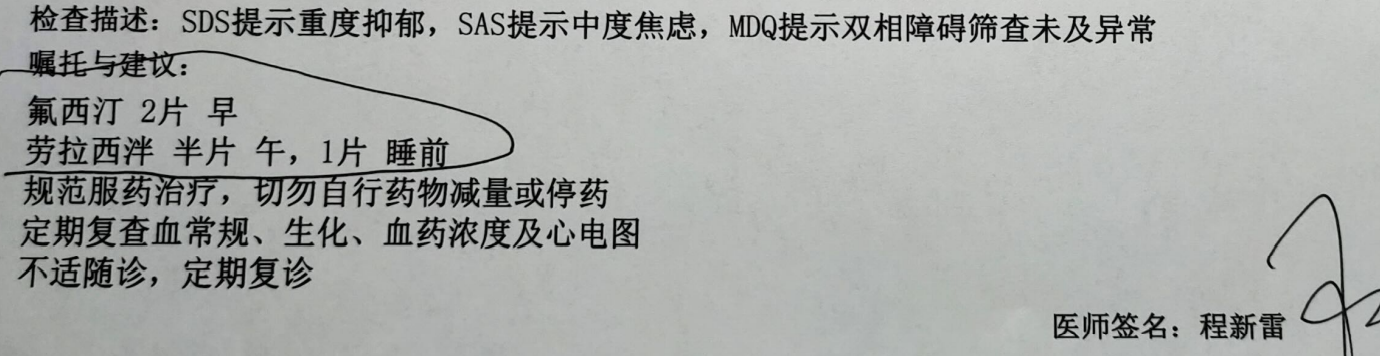 检查描述：SDS提示重度抑郁，SAS提示中度焦虑，MDQ提示双相障碍筛查未及异常
嘱托与建议：
氟西汀 2片 早
劳拉西泮 半片 午，1片 睡前
规范服药治疗，切勿自行药物减量或停药
定期复查血常规、生化、血药浓度及心电图
不适随诊，定期复诊
医师签名：程新雷